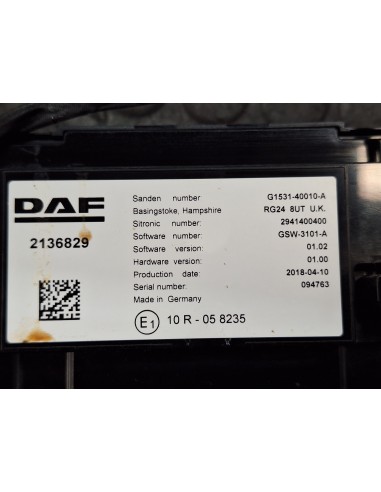 DAF
2136829
Sanden number G1531-40010-A
Basingstoke, Hampshire RG24 8UT U.K.
Sitronic number: 2941400400
Software number: GSW-3101-A
Software version: 01.02
Hardware version: 01.00
Production date: 2018-04-10
Serial number: 094763
Made in Germany
E1 10 R - 05 8235